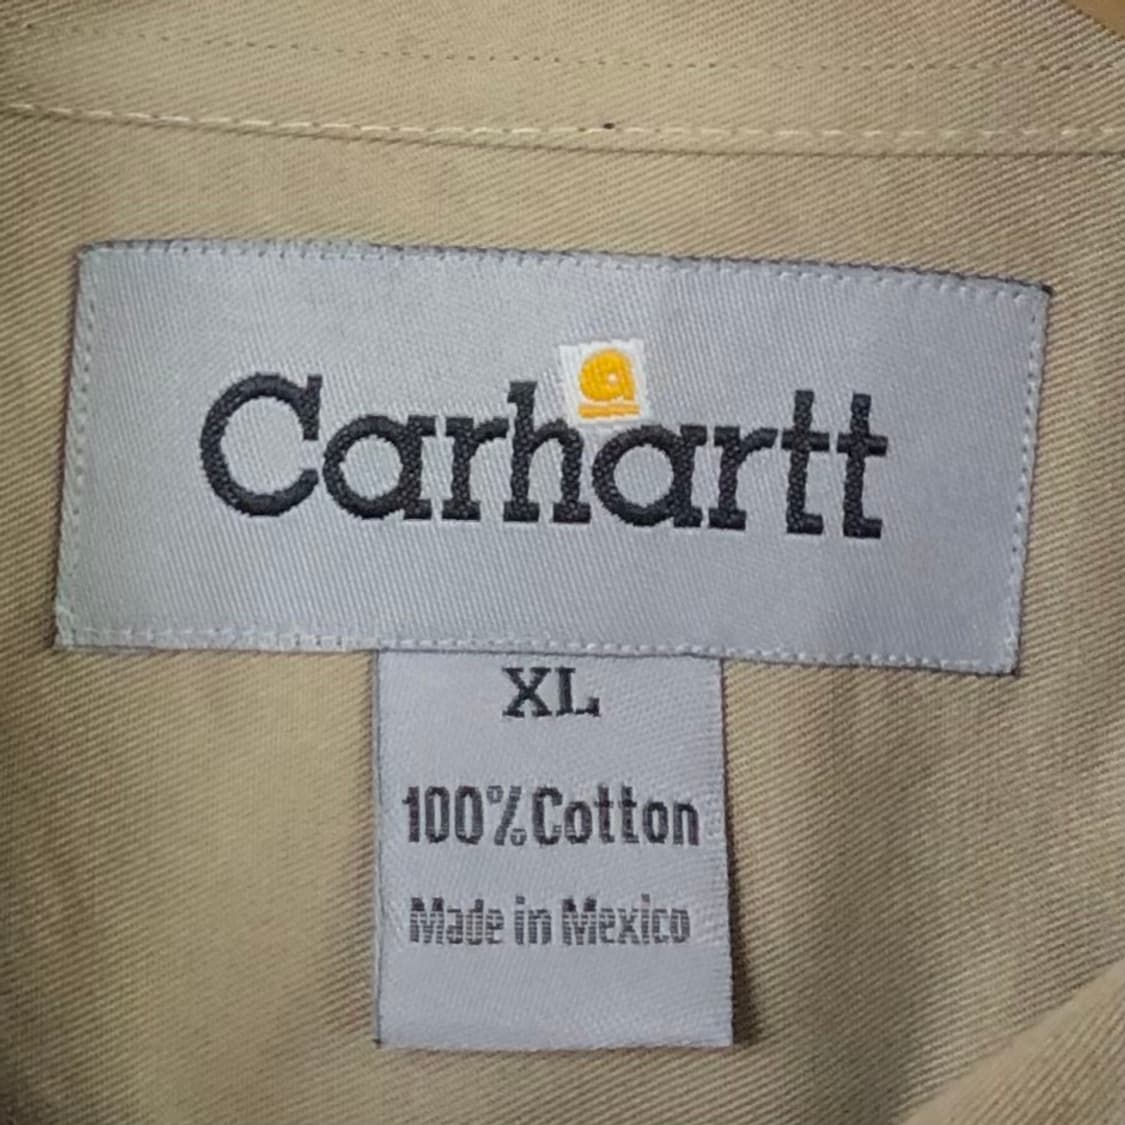 Carhartt
XL
100% Cotton
Made in Mexico